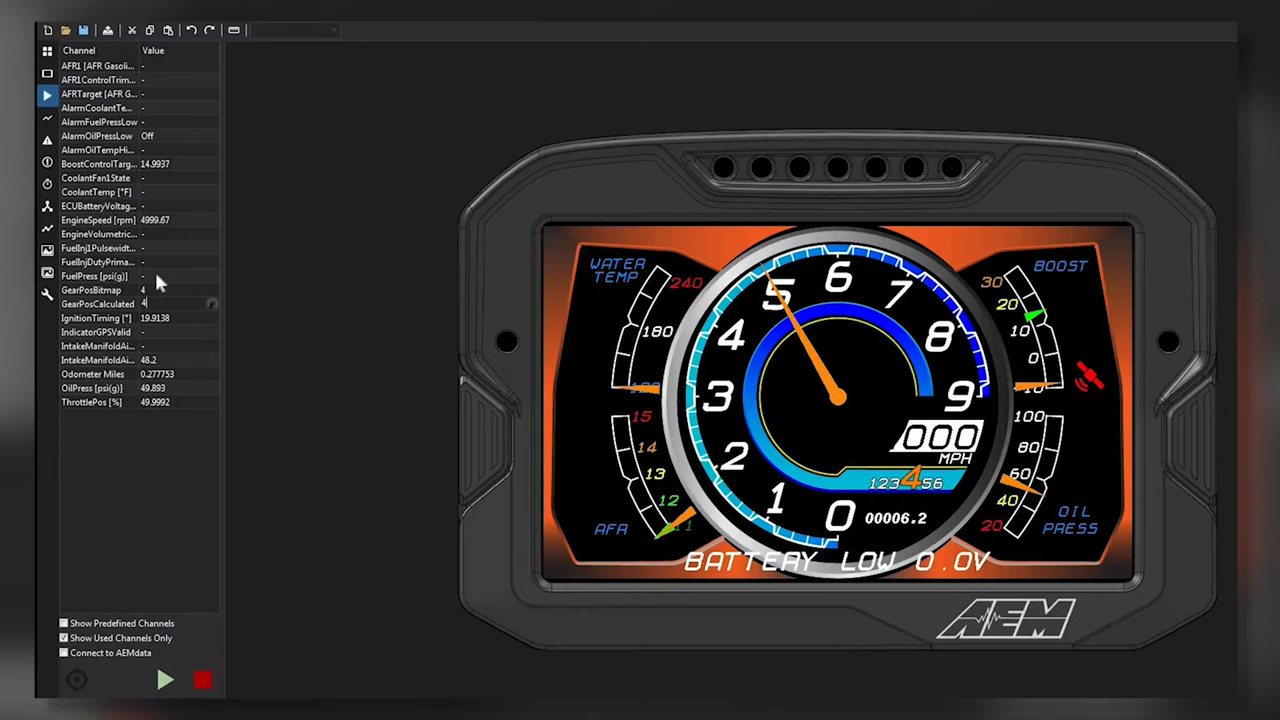 Channel Value
AFR1 [AFR Gasoli... -
AFR1ControlTrim... -
AFRTarget [AFR G... -
AlarmCoolantTe... -
AlarmFuelPressLow -
AlarmOilPressLow Off
AlarmOilTempHi... -
BoostControlTarg... 14.9937
CoolantFan1State -
CoolantTemp [°F] -
ECUBatteryVoltag... -
EngineSpeed [rpm] 4999.67
EngineVolumetric... -
FuelInj1Pulsewidt... -
FuelInjDutyPrima... -
FuelPress [psi(g)] -
GearPosBitmap 4
GearPosCalculated 4
IgnitionTiming [°] 19.9138
IndicatorGPSValid -
IntakeManifoldAi... -
IntakeManifoldAi... 48.2
Odometer Miles 0.277753
OilPress [psi(g)] 49.893
ThrottlePos [%] 49.9992
Show Predefined Channels
Show Used Channels Only
Connect to AEMdata
WATER
TEMP
240
180
15
14
13
12
11
AFR
0
1
2
3
4
5
6
7
8
9
000
MPH
123456
00006.2
BATTERY LOW 0.0V
BOOST
30
20
10
0
100
80
60
40
20
OIL
PRESS
AEM